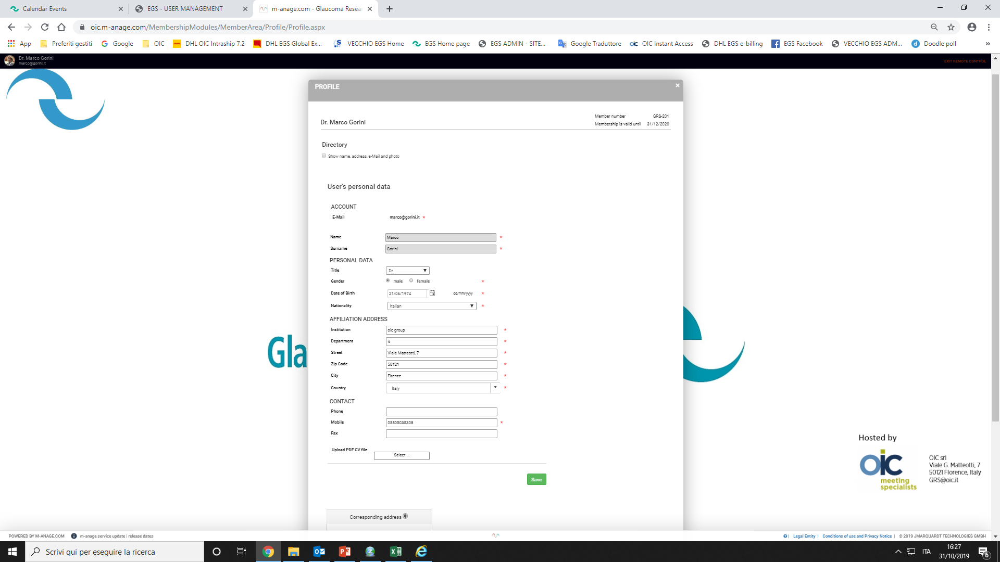 Calendar Events
EGS - USER MANAGEMENT
m-anage.com - Glaucoma Resea
oic.m-anage.com/MembershipModules/MemberArea/Profile/Profile.aspx
App
Preferiti gestiti
Google
OIC
DHL OIC Intraship 7.2
DHL EGS Global Ex...
VECCHIO EGS Home
EGS Home page
EGS ADMIN - SITE...
Google Traduttore
OIC Instant Access
DHL EGS e-billing
EGS Facebook
VECCHIO EGS ADM...
Doodle poll
»
Dr. Marco Gorini
marco@gorini.it
EXIT REMOTE CONTROL
PROFILE
×
Member number GRS-201
Dr. Marco Gorini
Membership is valid until 31/12/2020
Directory
Show name, address, e-Mail and photo
User's personal data
ACCOUNT
E-Mail marco@gorini.it *
Name Marco *
Surname Gorini *
PERSONAL DATA
Title Dr.
Gender male female *
Date of Birth 21/06/1974 dd/mm/yyyy *
Nationality Italian *
AFFILIATION ADDRESS
Institution oic group *
Department it *
Street Viale Matteotti, 7 *
Zip Code 50121 *
City Firenze *
Country Italy *
CONTACT
Phone
Mobile 05505035308 *
Fax
Upload PDF CV file
Select ...
Save
Corresponding address
Gla
Hosted by
oic
meeting
specialists
OIC srl
Viale G. Matteotti, 7
50121 Florence, Italy
GRS@oic.it
POWERED BY M-ANAGE.COM
m-anage service update | release dates
| Legal Entity | Conditions of use and Privacy Notice | © 2019 JMARQUARDT TECHNOLOGIES GMBH
Scrivi qui per eseguire la ricerca
ITA
16:27
31/10/2019
6